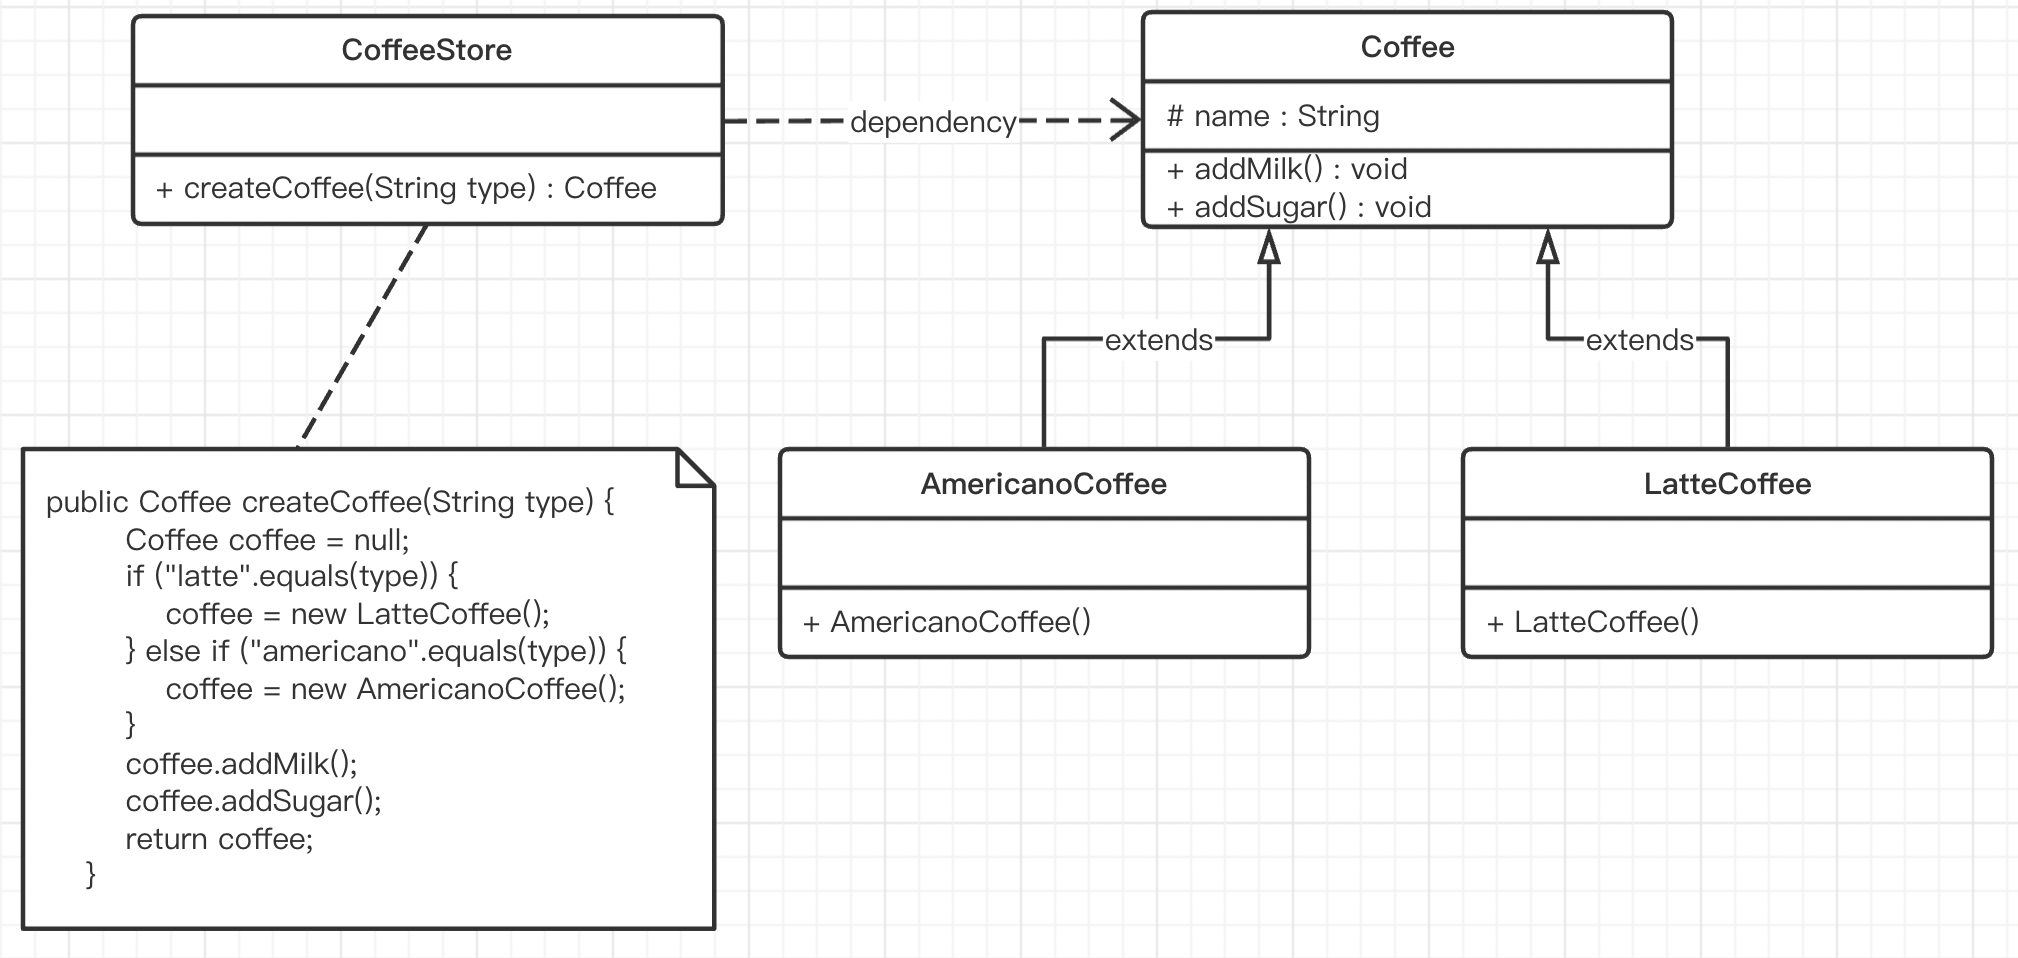 CoffeeStore
+ createCoffee(String type) : Coffee
dependency
Coffee
# name : String
+ addMilk() : void
+ addSugar() : void
extends
extends
public Coffee createCoffee(String type) {
Coffee coffee = null;
if ("latte".equals(type)) {
coffee = new LatteCoffee();
} else if ("americano".equals(type)) {
coffee = new AmericanoCoffee();
}
coffee.addMilk();
coffee.addSugar();
return coffee;
}
AmericanoCoffee
+ AmericanoCoffee()
LatteCoffee
+ LatteCoffee()